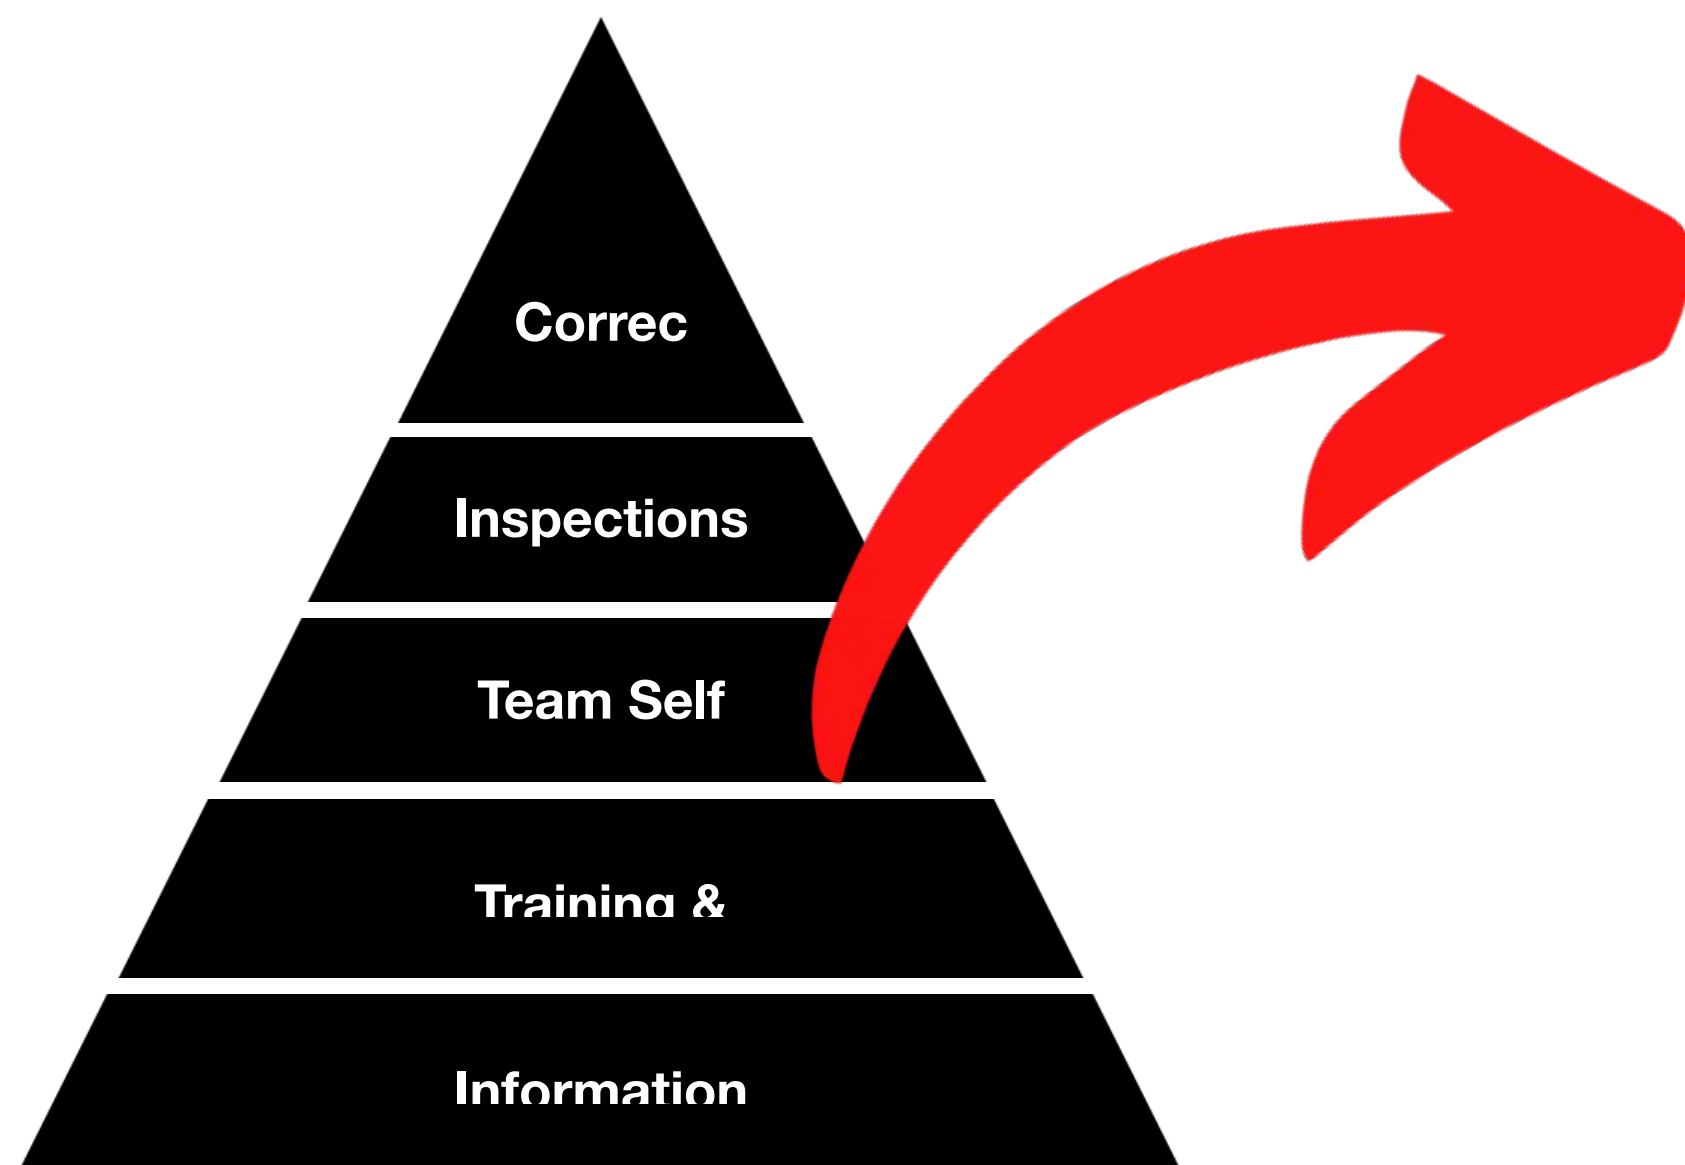 Correc
Inspections
Team Self
Training &
Information